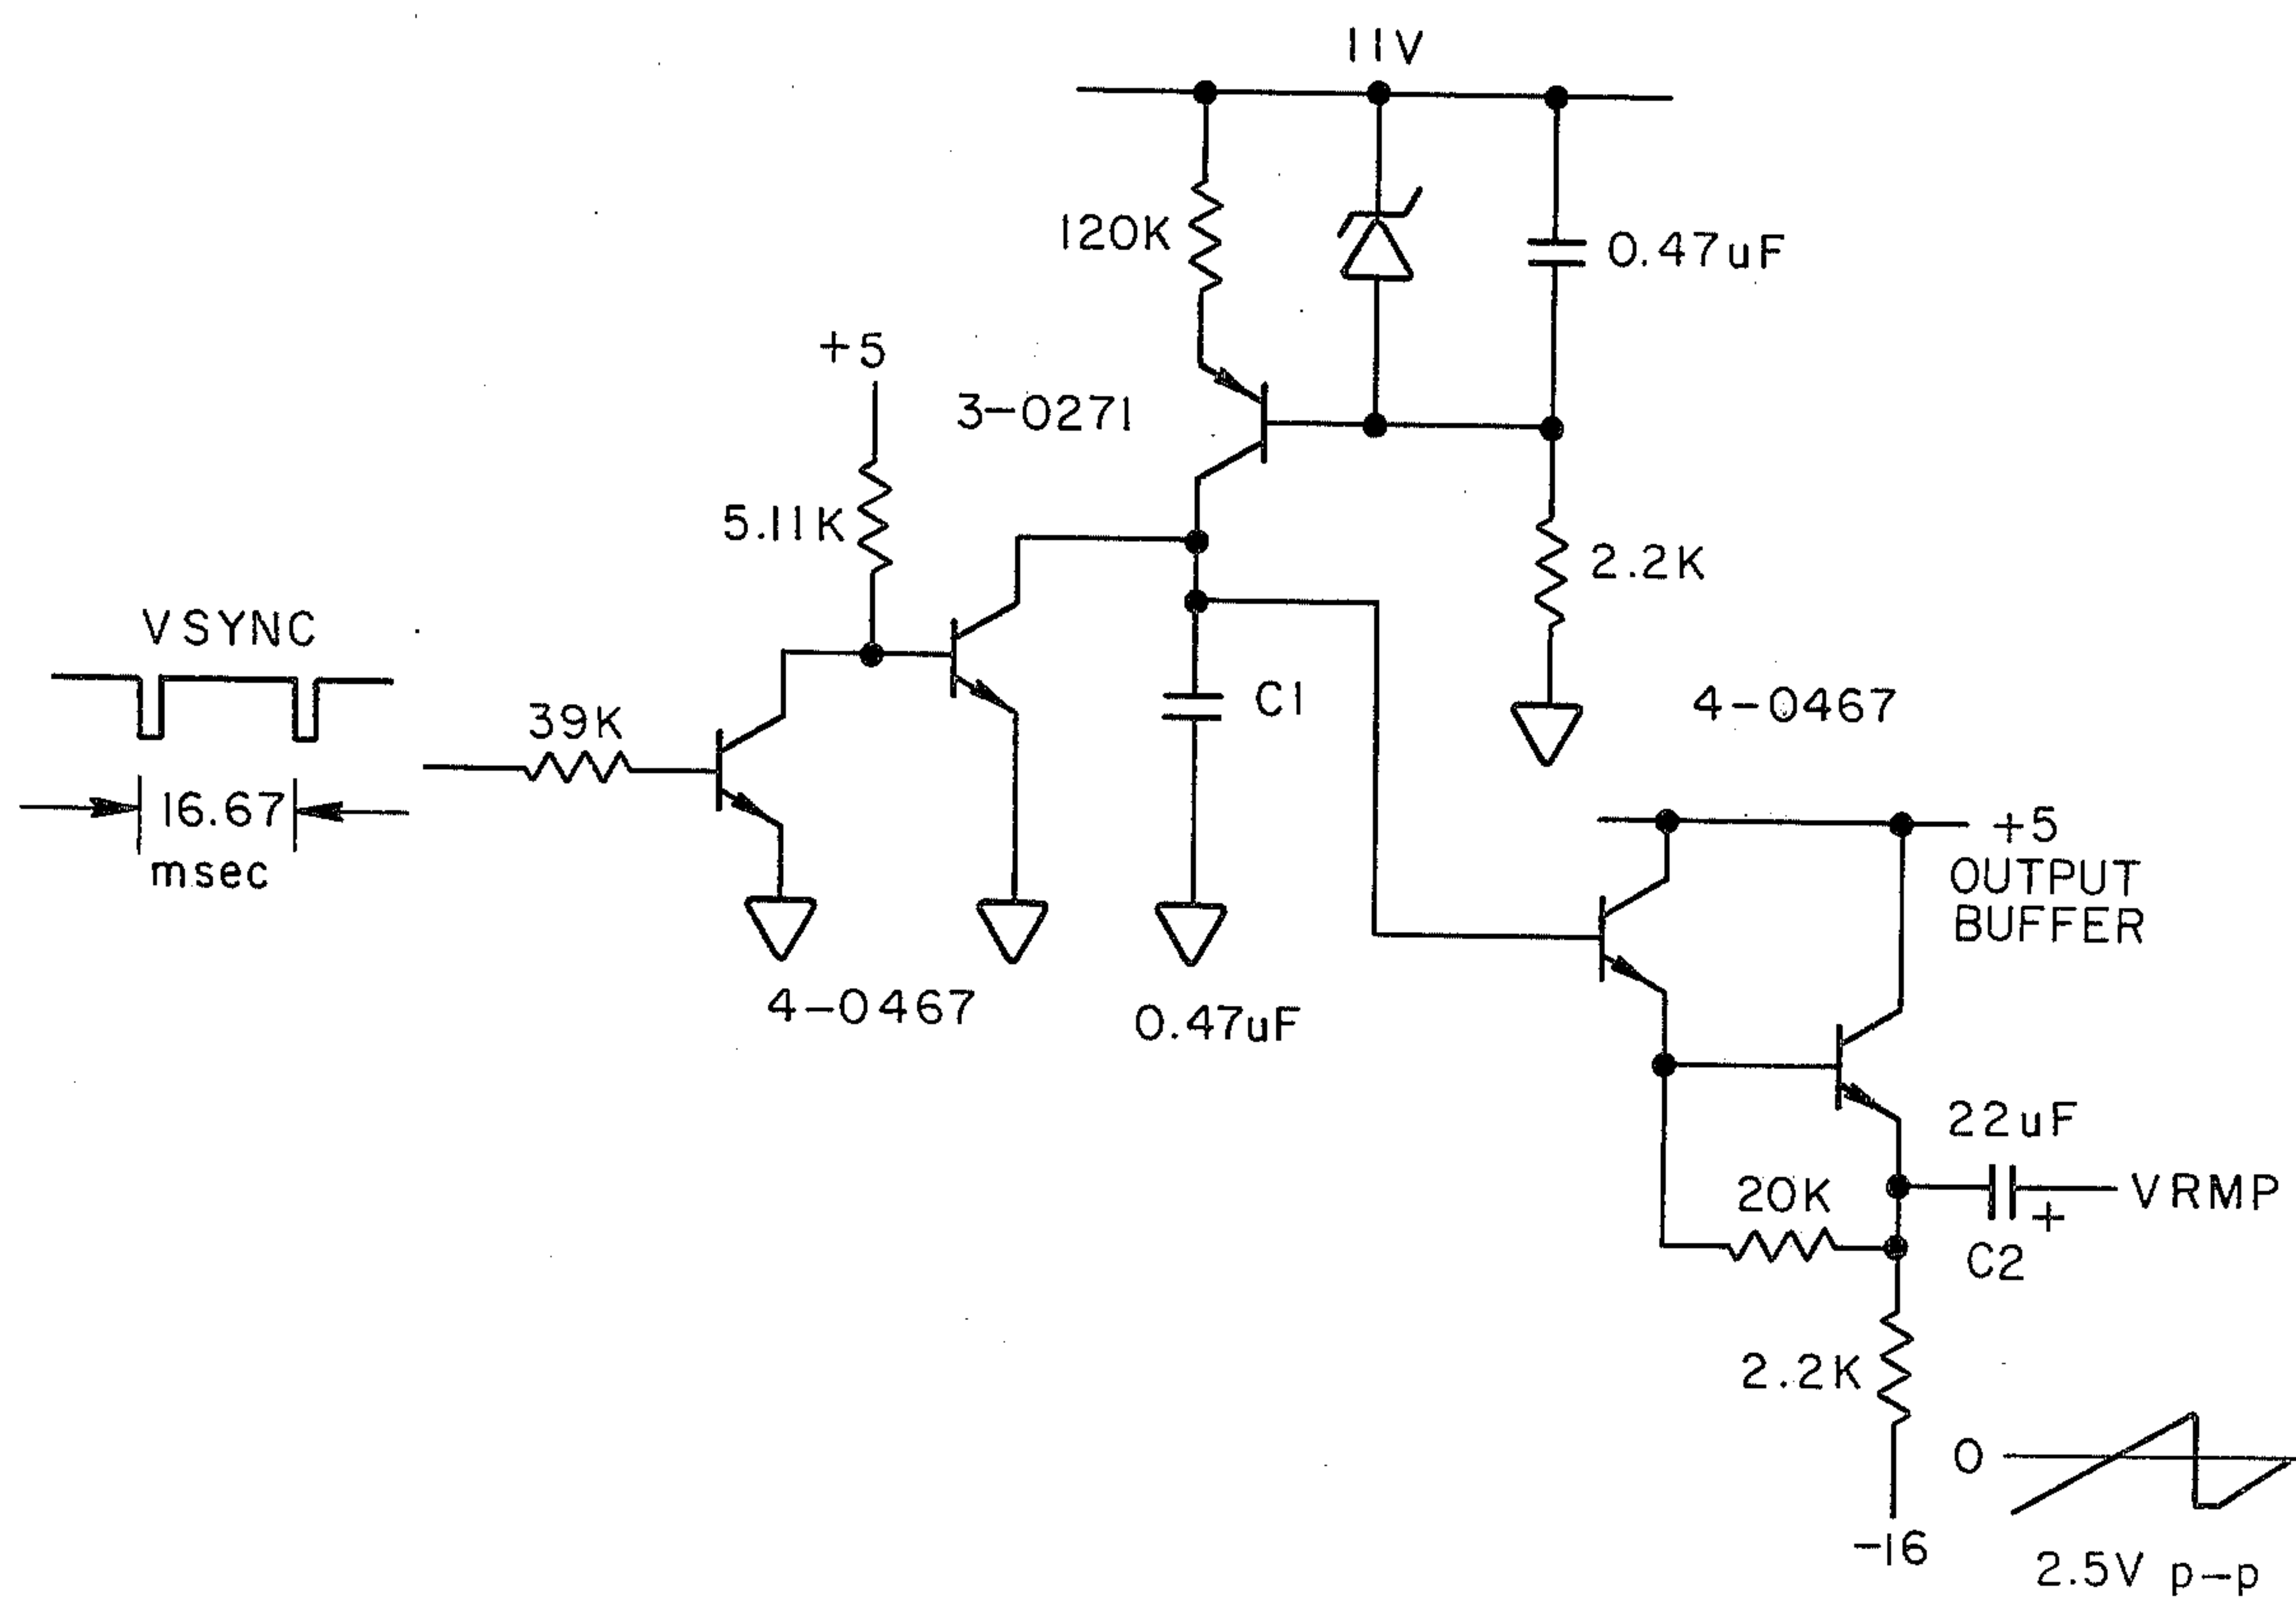 11V
120K
0.47uF
+5
3-0271
5.11K
2.2K
VSYNC
39K
C1
4-0467
16.67
msec
+5
OUTPUT
BUFFER
4-0467
0.47uF
22uF
20K
VRMP
+
C2
2.2K
0
-16
2.5V p-p